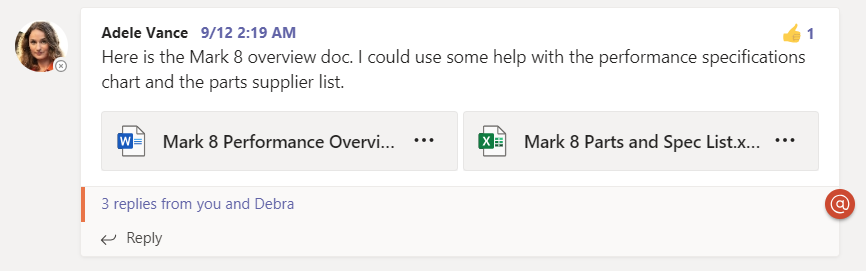 Adele Vance 9/12 2:19 AM 1
Here is the Mark 8 overview doc. I could use some help with the performance specifications
chart and the parts supplier list.
Mark 8 Performance Overvi... Mark 8 Parts and Spec List.x...
3 replies from you and Debra
Reply